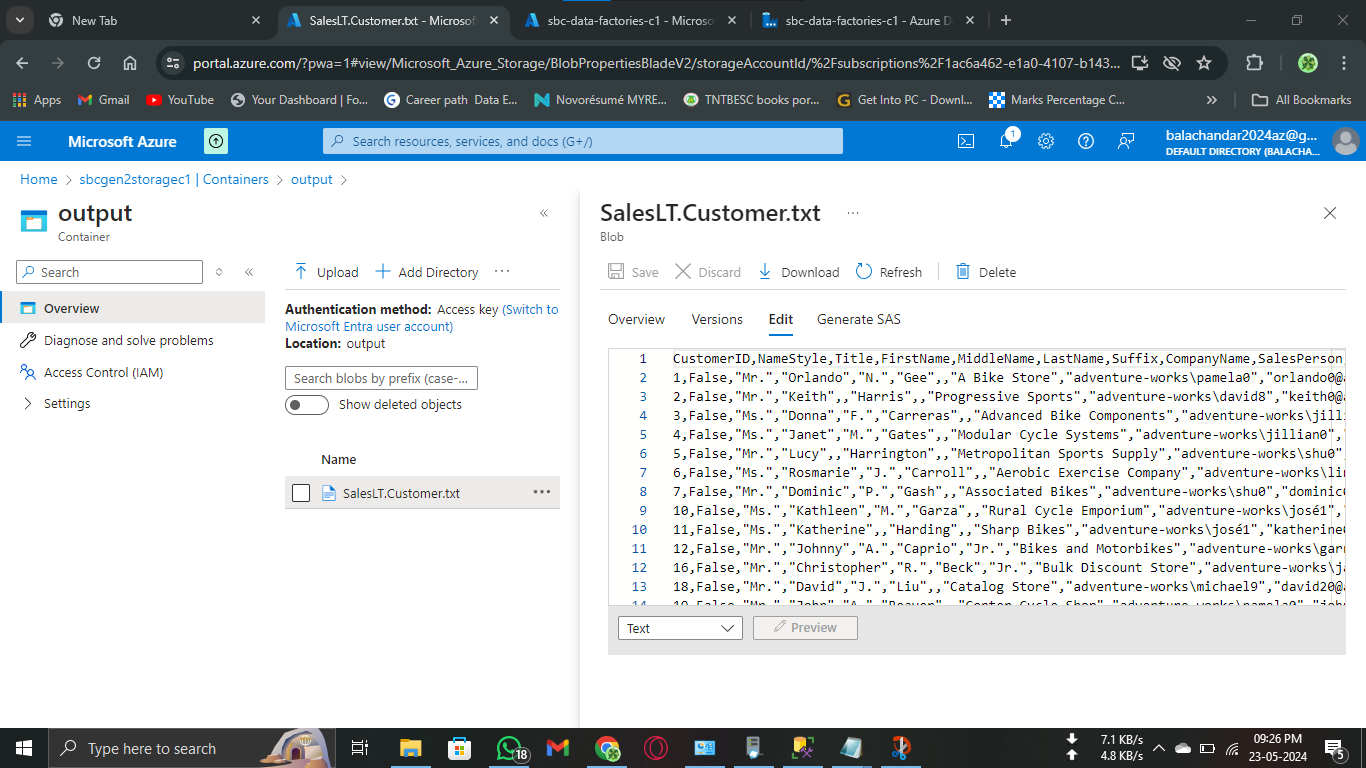 New Tab
SalesLT.Customer.txt - Microsof
sbc-data-factories-c1 - Microso
sbc-data-factories-c1 - Azure D
portal.azure.com/?pwa=1#view/Microsoft_Azure_Storage/BlobPropertiesBladeV2/storageAccountId/%2Fsubscriptions%2F1ac6a462-e1a0-4107-b143...
Apps
Gmail
YouTube
Your Dashboard | Fo...
Career path Data E...
Novorésumé MYRE...
TNTBESC books por...
Get Into PC - Downl...
Marks Percentage C...
»
All Bookmarks
Microsoft Azure
Search resources, services, and docs (G+/)
1
balachandar2024az@g...
DEFAULT DIRECTORY (BALACHA...
Home > sbcgen2storagec1 | Containers > output >
output
Container
«
Search
«
Overview
Diagnose and solve problems
Access Control (IAM)
Settings
Upload
Add Directory
...
Authentication method: Access key (Switch to
Microsoft Entra user account)
Location: output
Search blobs by prefix (case-...
Show deleted objects
Name
SalesLT.Customer.txt
...
SalesLT.Customer.txt
...
Blob
Save
Discard
Download
Refresh
Delete
Overview
Versions
Edit
Generate SAS
1 CustomerID,NameStyle,Title,FirstName,MiddleName,LastName,Suffix,CompanyName,SalesPerson,
2 1,False,"Mr.","Orlando","N.","Gee",,"A Bike Store","adventure-works\pamela0","orlando0@a
3 2,False,"Mr.","Keith",,"Harris",,"Progressive Sports","adventure-works\david8","keith0@a
4 3,False,"Ms.","Donna","F.","Carreras",,"Advanced Bike Components","adventure-works\jilli
5 4,False,"Ms.","Janet","M.","Gates",,"Modular Cycle Systems","adventure-works\jillian0","
6 5,False,"Mr.","Lucy",,"Harrington",,"Metropolitan Sports Supply","adventure-works\shu0",
7 6,False,"Ms.","Rosmarie","J.","Carroll",,"Aerobic Exercise Company","adventure-works\lin
8 7,False,"Mr.","Dominic","P.","Gash",,"Associated Bikes","adventure-works\shu0","dominic0
9 10,False,"Ms.","Kathleen","M.","Garza",,"Rural Cycle Emporium","adventure-works\josé1","
10 11,False,"Ms.","Katherine",,"Harding",,"Sharp Bikes","adventure-works\josé1","katherine0
11 12,False,"Mr.","Johnny","A.","Caprio","Jr.","Bikes and Motorbikes","adventure-works\garr
12 16,False,"Mr.","Christopher","R.","Beck","Jr.","Bulk Discount Store","adventure-works\ja
13 18,False,"Mr.","David","J.","Liu",,"Catalog Store","adventure-works\michael9","david20@a
14 19,False,"Mr.","John","A.","Beaver",,"Center Cycle Shop","adventure-works\pamela0","john
Text
Preview
Type here to search
18
7.1 KB/s
4.8 KB/s
09:26 PM
23-05-2024
5